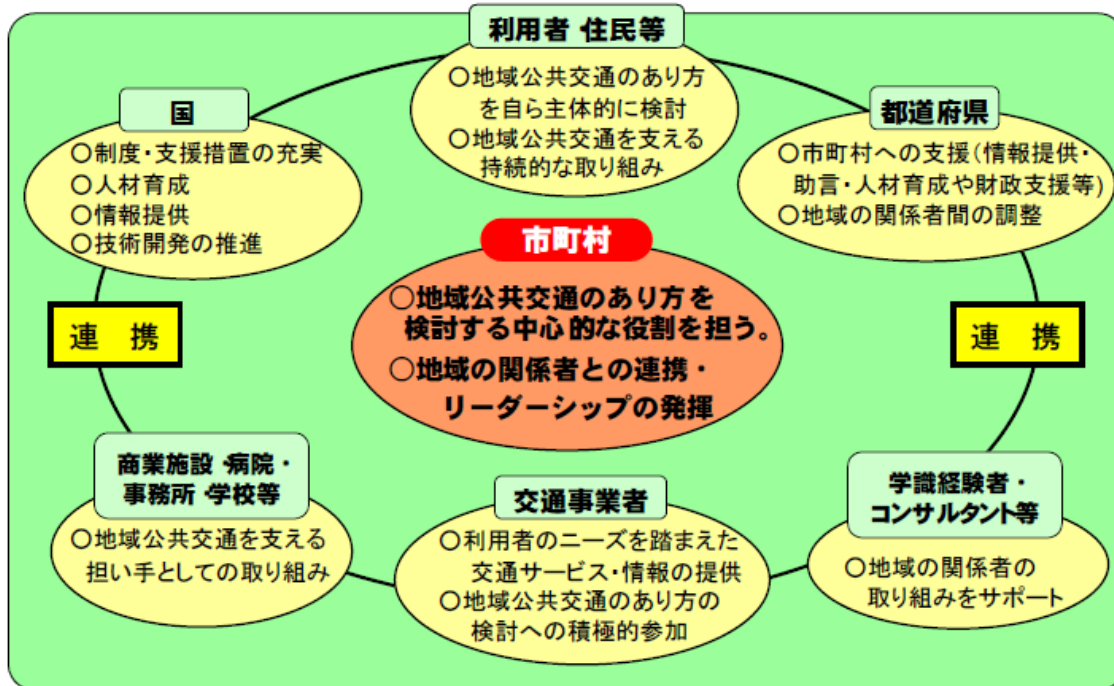 利用者・住民等
○地域公共交通のあり方
を自ら主体的に検討
○地域公共交通を支える
持続的な取り組み
国
○制度・支援措置の充実
○人材育成
○情報提供
○技術開発の推進
都道府県
○市町村への支援(情報提供・
助言・人材育成や財政支援等)
○地域の関係者間の調整
市町村
○地域公共交通のあり方を
検討する中心的な役割を担う。
○地域の関係者との連携・
リーダーシップの発揮
連 携
連 携
商業施設・病院・
事務所・学校等
○地域公共交通を支える
担い手としての取り組み
交通事業者
○利用者のニーズを踏まえた
交通サービス・情報の提供
○地域公共交通のあり方の
検討への積極的参加
学識経験者・
コンサルタント等
○地域の関係者の
取り組みをサポート